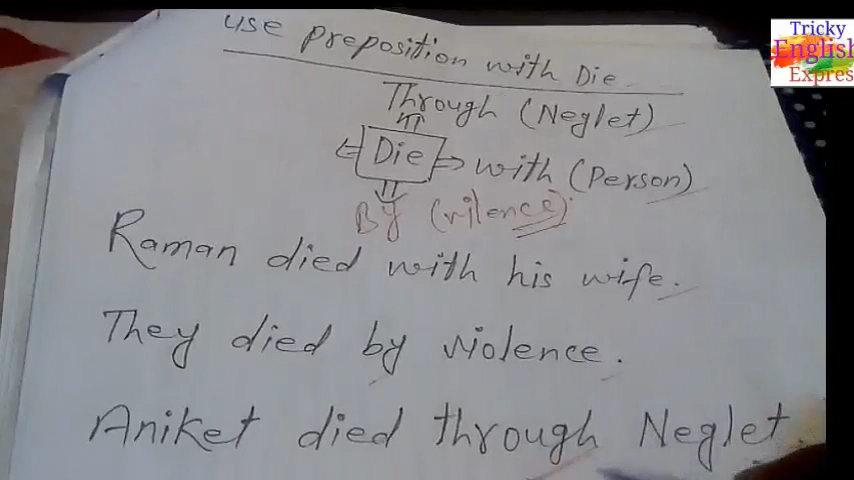 use preposition with Die
Through (Neglet)
Die with (Person)
By (vilence)
Raman died with his wife.
They died by violence.
Aniket died through Neglet.
Tricky
English
Expres